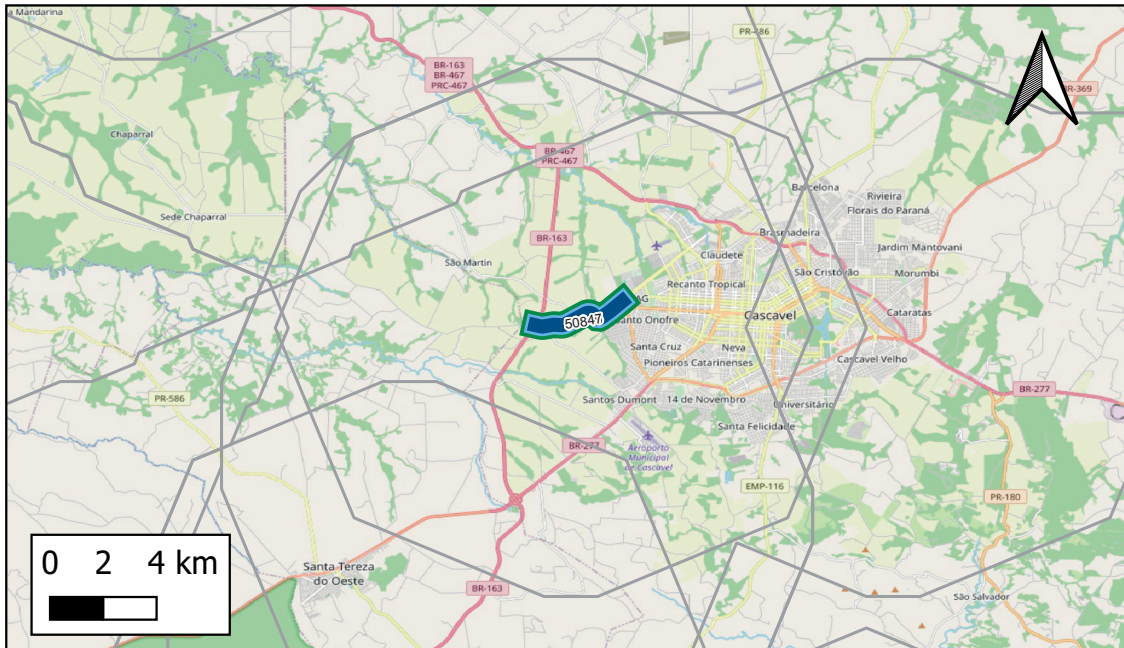 a Mandarina
PR-486
BR-163
BR-467
PRC-467
BR-369
Chaparral
BR-467
PRC-467
Barcelona
Rivieira
Florais do Paraná
Sede Chaparral
BR-163
Brasmadeira
Jardim Mantovani
Claudete
São Martin
São Cristóvão
Morumbi
Recanto Tropical
AG
50847
Santo Onofre
Cascavel
Cataratas
Santa Cruz
Neva
Pioneiros Catarinenses
Cascavel Velho
PR-586
Santos Dumont
14 de Novembro
Universitário
BR-277
Santa Felicidade
BR-277
Aeroporto
Municipal
de Cascavel
EMP-116
PR-180
0 2 4 km
Santa Tereza
do Oeste
BR-163
São Salvador